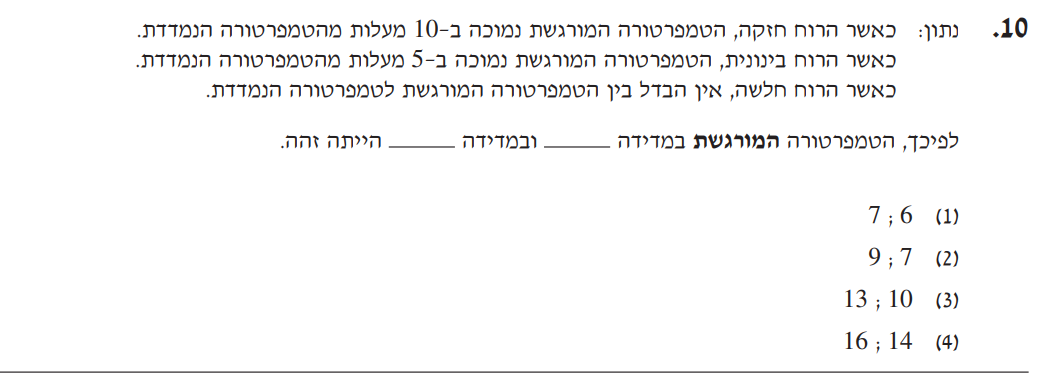 10. נתון: כאשר הרוח חזקה, הטמפרטורה המורגשת נמוכה ב-10 מעלות מהטמפרטורה הנמדדת.
כאשר הרוח בינונית, הטמפרטורה המורגשת נמוכה ב-5 מעלות מהטמפרטורה הנמדדת.
כאשר הרוח חלשה, אין הבדל בין הטמפרטורה המורגשת לטמפרטורה הנמדדת.
לפיכך, הטמפרטורה המורגשת במדידה _____ ובמדידה _____ הייתה זהה.
(1) 6 ; 7
(2) 7 ; 9
(3) 10 ; 13
(4) 14 ; 16